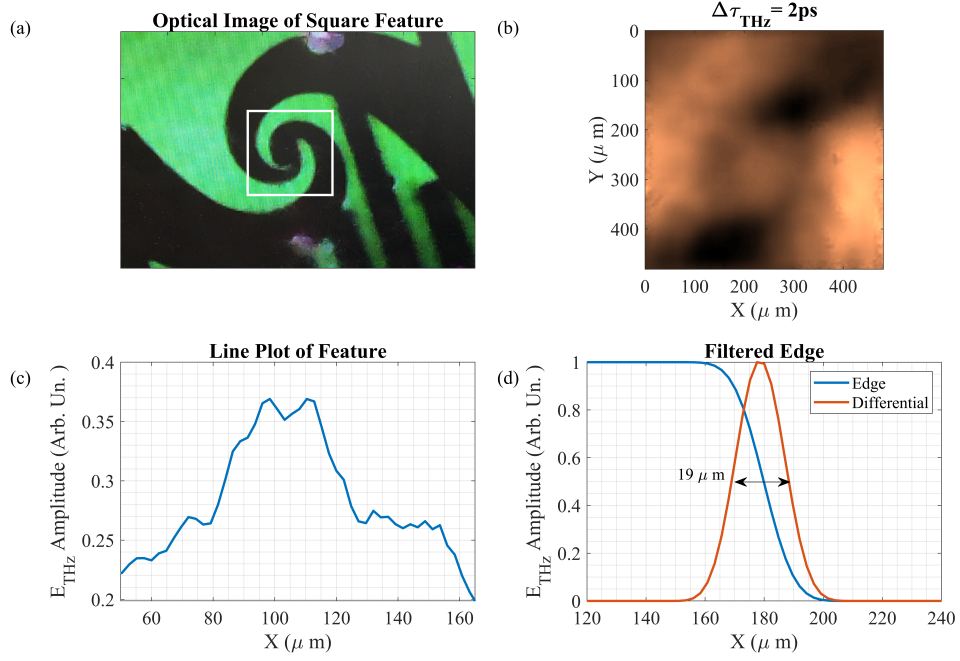 (a)
Optical Image of Square Feature
(b)
Δτ_THz = 2ps
0
100
200
300
400
Y (μ m)
0
100
200
300
400
X (μ m)
(c)
Line Plot of Feature
0.4
0.35
0.3
0.25
0.2
E_THz Amplitude (Arb. Un. )
60
80
100
120
140
160
X (μ m)
(d)
Filtered Edge
1
0.8
0.6
0.4
0.2
0
E_THz Amplitude (Arb. Un.)
Edge
Differential
19 μ m
120
140
160
180
200
220
240
X (μ m)